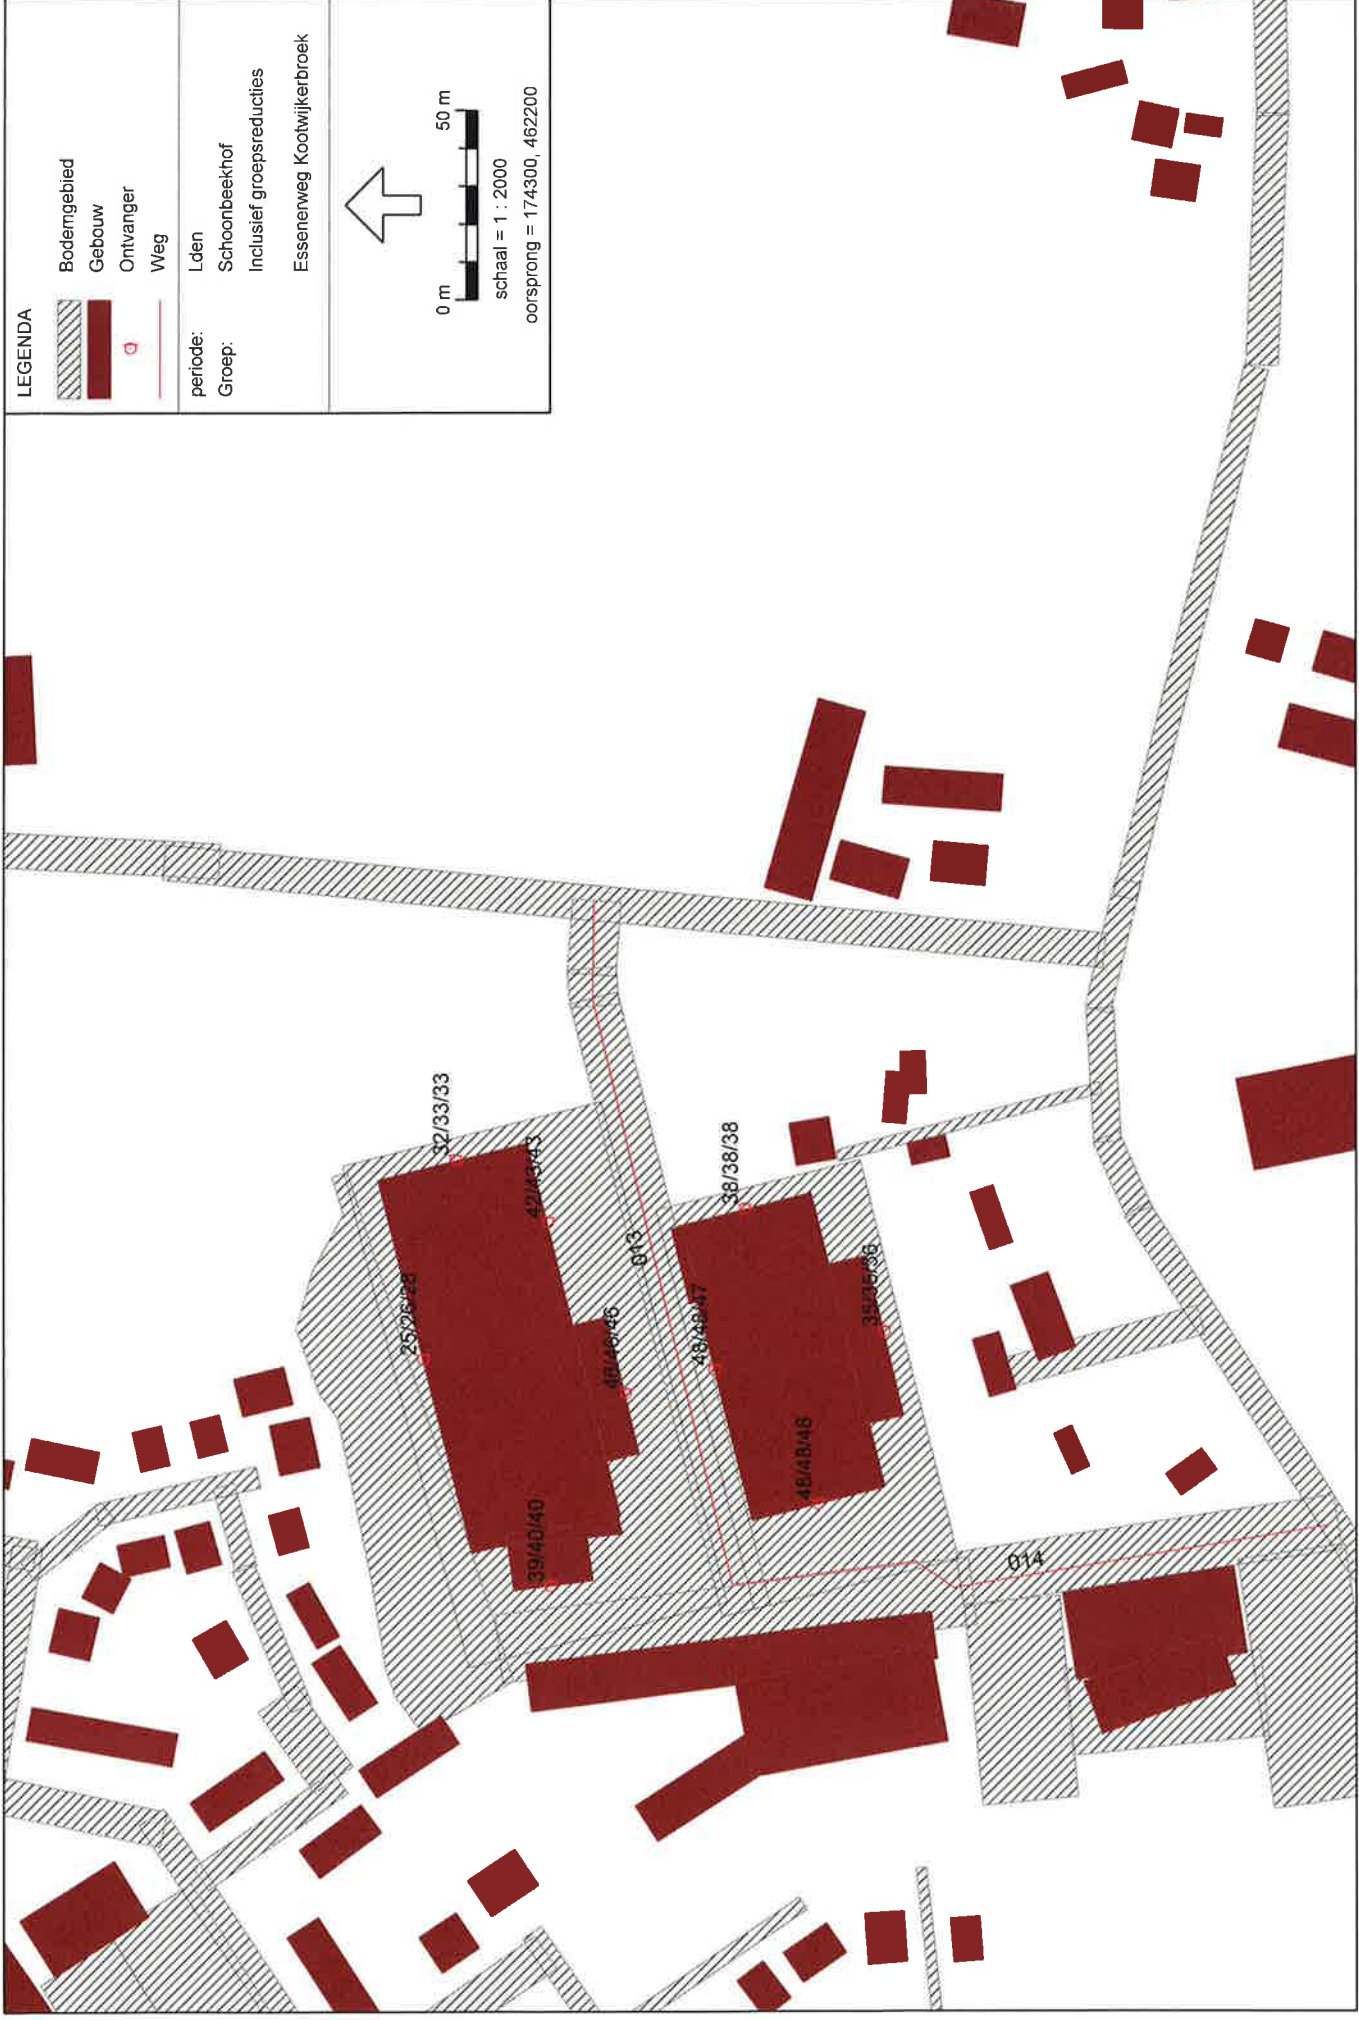 LEGENDA
Bodemgebied
Gebouw
Ontvanger
Weg
periode: Lden
Groep: Schoonbeekhof
Inclusief groepsreducties
Essenerweg Kootwijkerbroek
0 m 50 m
schaal = 1 : 2000
oorsprong = 174300, 462200
32/33/33
42/43/43
25/26/28
46/46/46
39/40/40
013
38/38/38
48/48/47
35/35/36
48/48/48
014